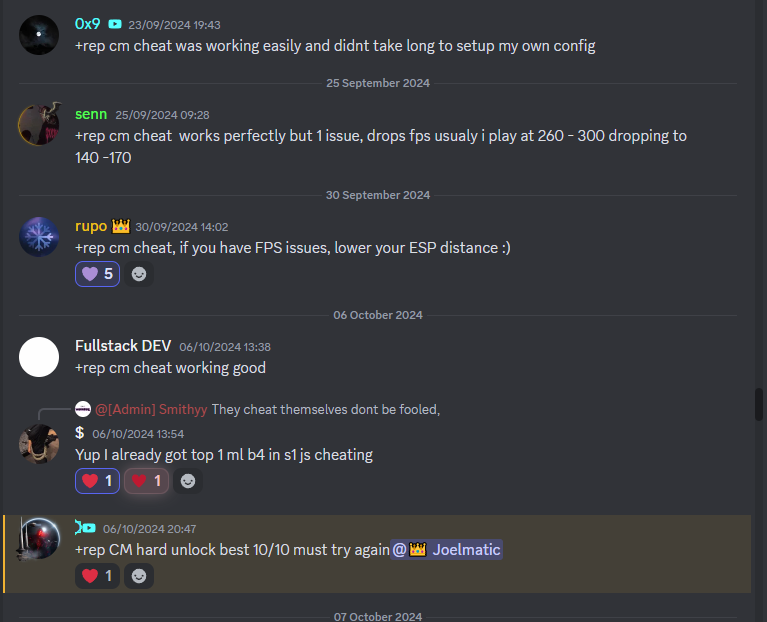 0x9 23/09/2024 19:43
+rep cm cheat was working easily and didnt take long to setup my own config
25 September 2024
senn 25/09/2024 09:28
+rep cm cheat works perfectly but 1 issue, drops fps usualy i play at 260 - 300 dropping to
140 -170
30 September 2024
rupo 👑 30/09/2024 14:02
+rep cm cheat, if you have FPS issues, lower your ESP distance :)
💜 5
06 October 2024
Fullstack DEV 06/10/2024 13:38
+rep cm cheat working good
@[Admin] Smithyy They cheat themselves dont be fooled,
$ 06/10/2024 13:54
Yup I already got top 1 ml b4 in s1 js cheating
❤️ 1 ♥️ 1
06/10/2024 20:47
+rep CM hard unlock best 10/10 must try again @👑 Joelmatic
❤️ 1
07 October 2024